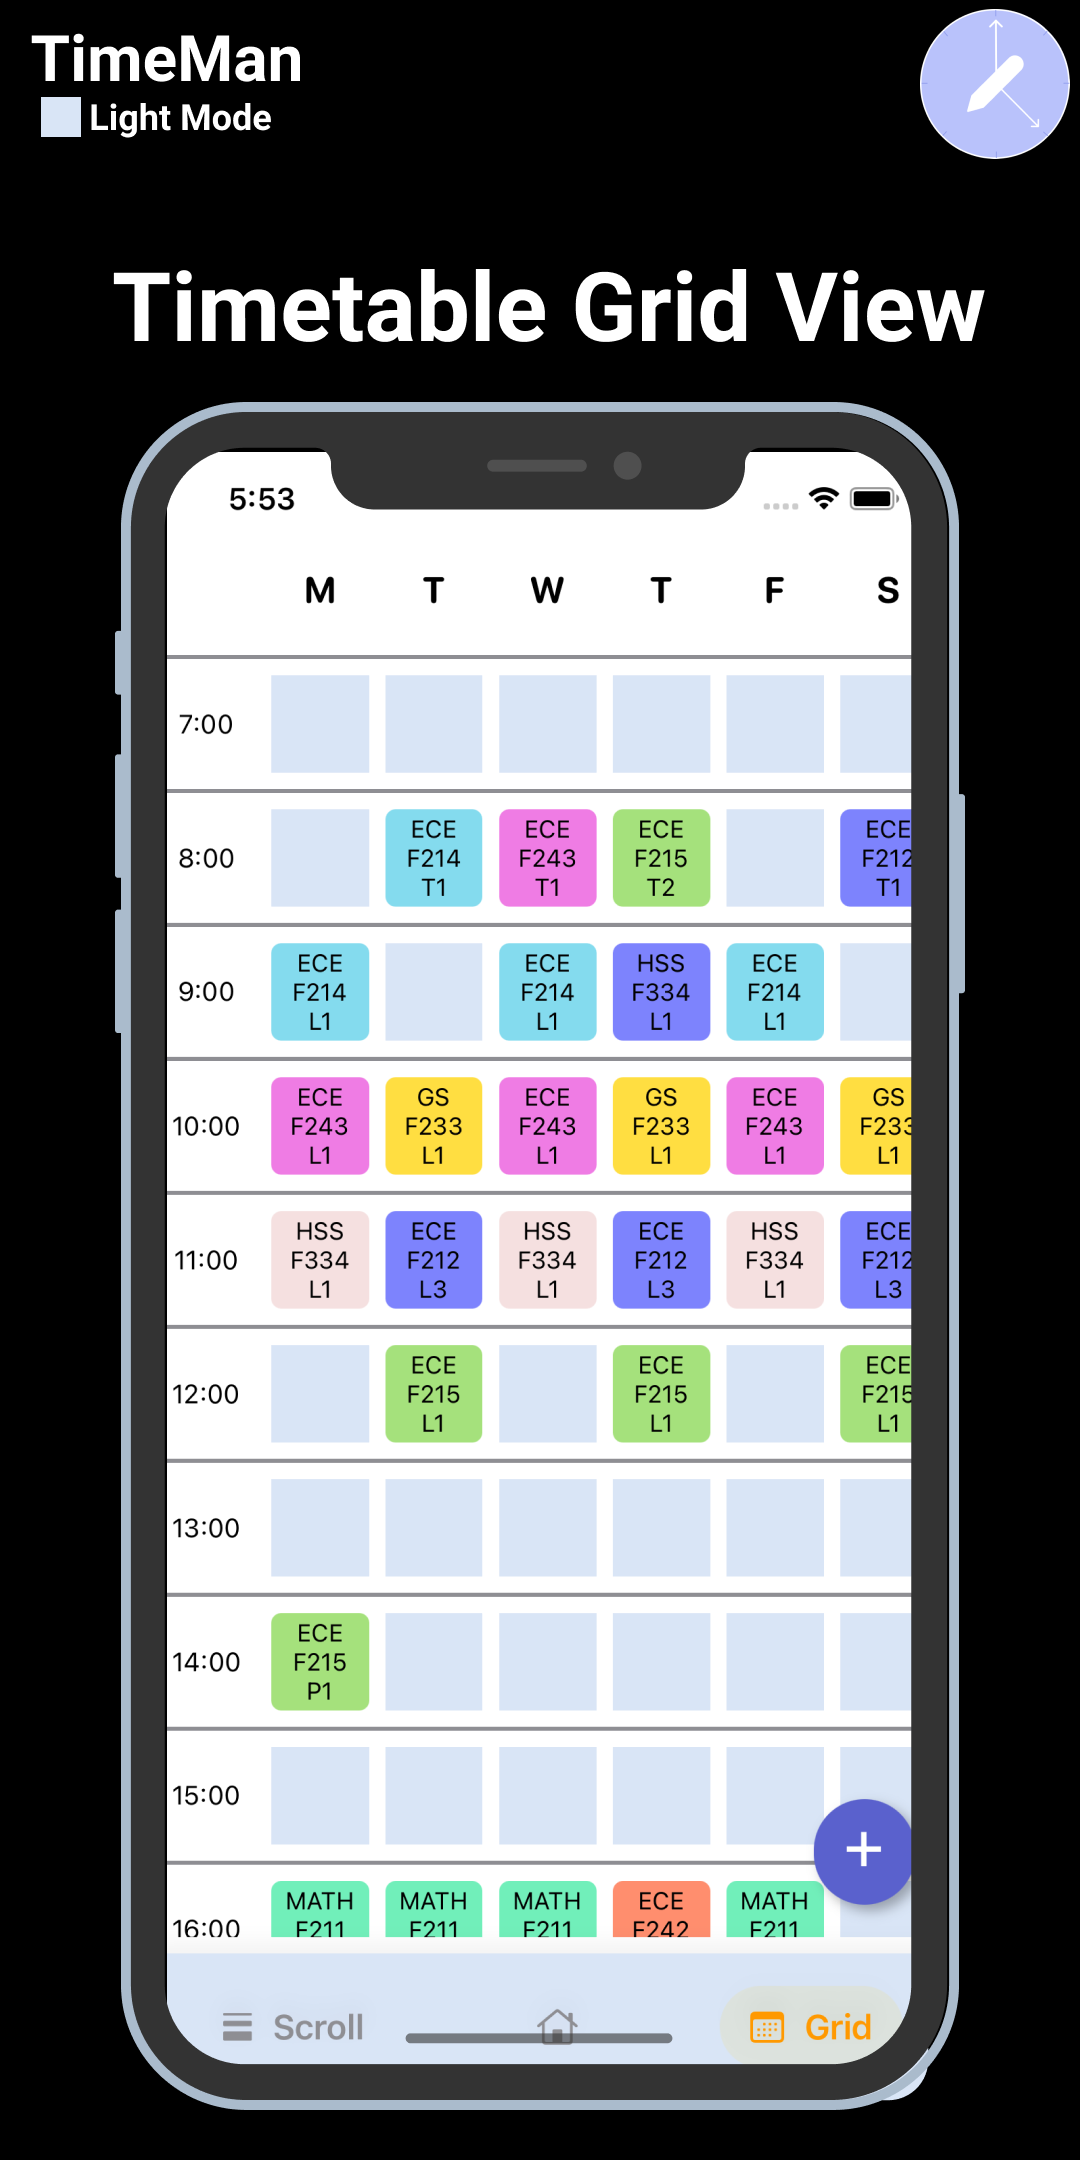 TimeMan
Light Mode
Timetable Grid View
5:53
M T W T F S
7:00
8:00
ECE F214 T1
ECE F243 T1
ECE F215 T2
ECE F212 T1
9:00
ECE F214 L1
ECE F214 L1
HSS F334 L1
ECE F214 L1
10:00
ECE F243 L1
GS F233 L1
ECE F243 L1
GS F233 L1
ECE F243 L1
GS F233 L1
11:00
HSS F334 L1
ECE F212 L3
HSS F334 L1
ECE F212 L3
HSS F334 L1
ECE F212 L3
12:00
ECE F215 L1
ECE F215 L1
ECE F215 L1
13:00
14:00
ECE F215 P1
15:00
16:00
MATH F211
MATH F211
MATH F211
ECE F242
MATH F211
Scroll
Grid